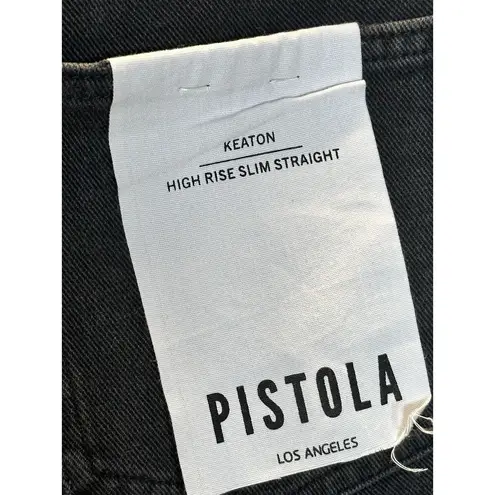 KEATON
HIGH RISE SLIM STRAIGHT
PISTOLA
LOS ANGELES